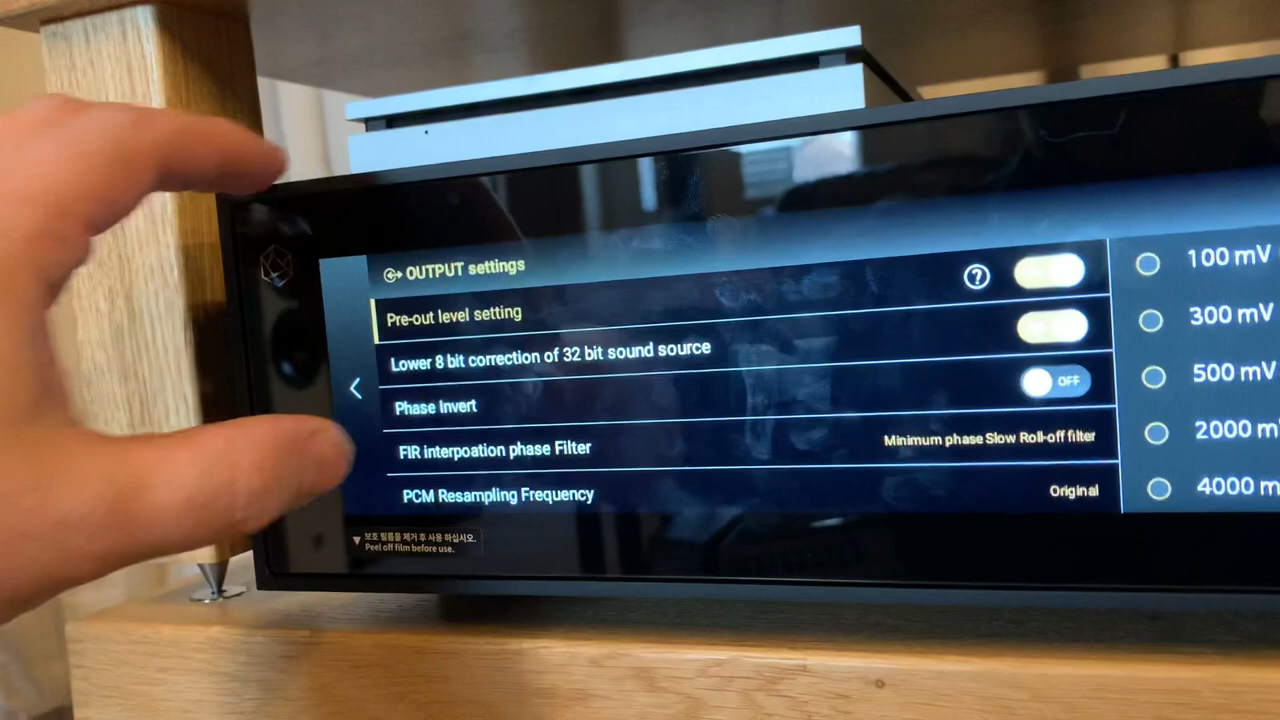 OUTPUT settings
Pre-out level setting
?
Lower 8 bit correction of 32 bit sound source
Phase Invert
OFF
FIR interpoation phase Filter
Minimum phase Slow Roll-off filter
PCM Resampling Frequency
Original
100 mV
300 mV
500 mV
2000 m
4000 m
보호 필름을 제거 후 사용 하십시오.
Peel off film before use.